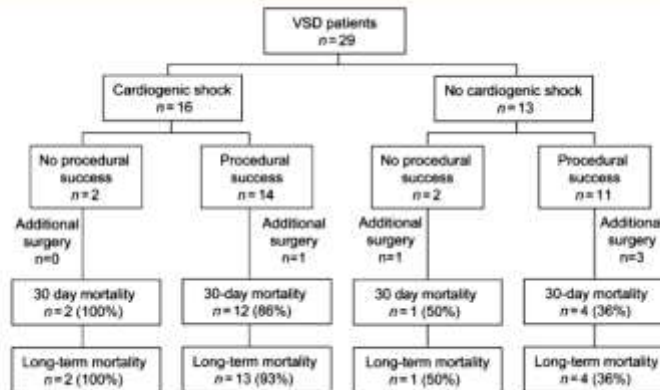 VSD patients
n=29
Cardiogenic shock
n=16
No cardiogenic shock
n=13
No procedural
success
n=2
Procedural
success
n=14
No procedural
success
n=2
Procedural
success
n=11
Additional
surgery
n=0
Additional
surgery
n=1
Additional
surgery
n=1
Additional
surgery
n=3
30 day mortality
n=2 (100%)
30-day mortality
n=12 (86%)
30 day mortality
n=1 (50%)
30-day mortality
n=4 (36%)
Long-term mortality
n=2 (100%)
Long-term mortality
n=13 (93%)
Long-term mortality
n=1 (50%)
Long-term mortality
n=4 (36%)